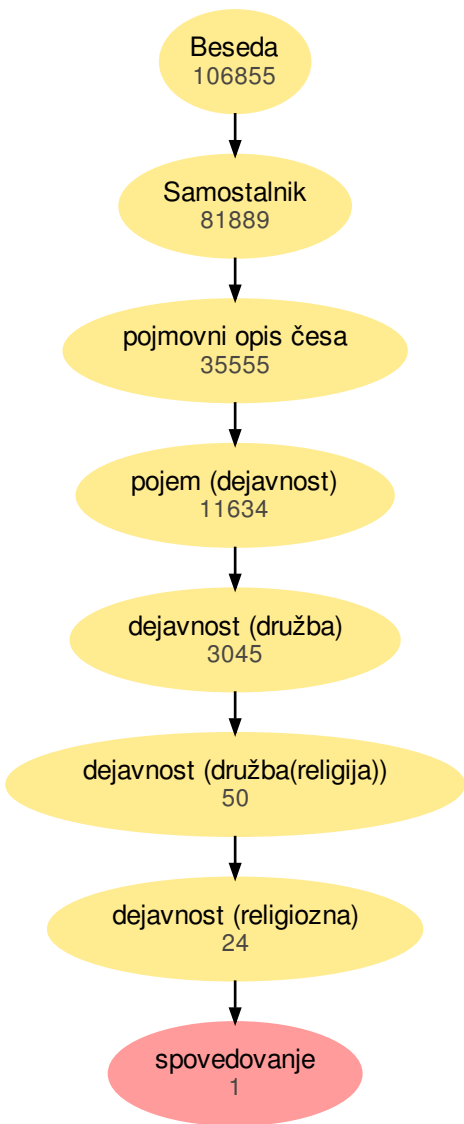 Beseda
106855
Samostalnik
81889
pojmovni opis česa
35555
pojem (dejavnost)
11634
dejavnost (družba)
3045
dejavnost (družba(religija))
50
dejavnost (religiozna)
24
spovedovanje
1